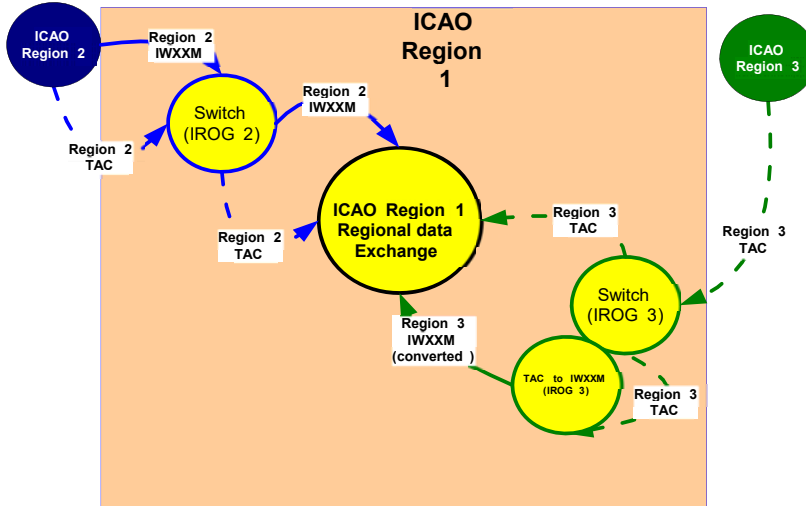 ICAO
Region 2
Region 2
IWXXM
ICAO
Region
1
ICAO
Region 3
Switch
(IROG 2)
Region 2
IWXXM
Region 2
TAC
ICAO Region 1
Regional data
Exchange
Region 2
TAC
Region 3
TAC
Region 3
TAC
Switch
(IROG 3)
Region 3
IWXXM
(converted )
TAC to IWXXM
(IROG 3)
Region 3
TAC